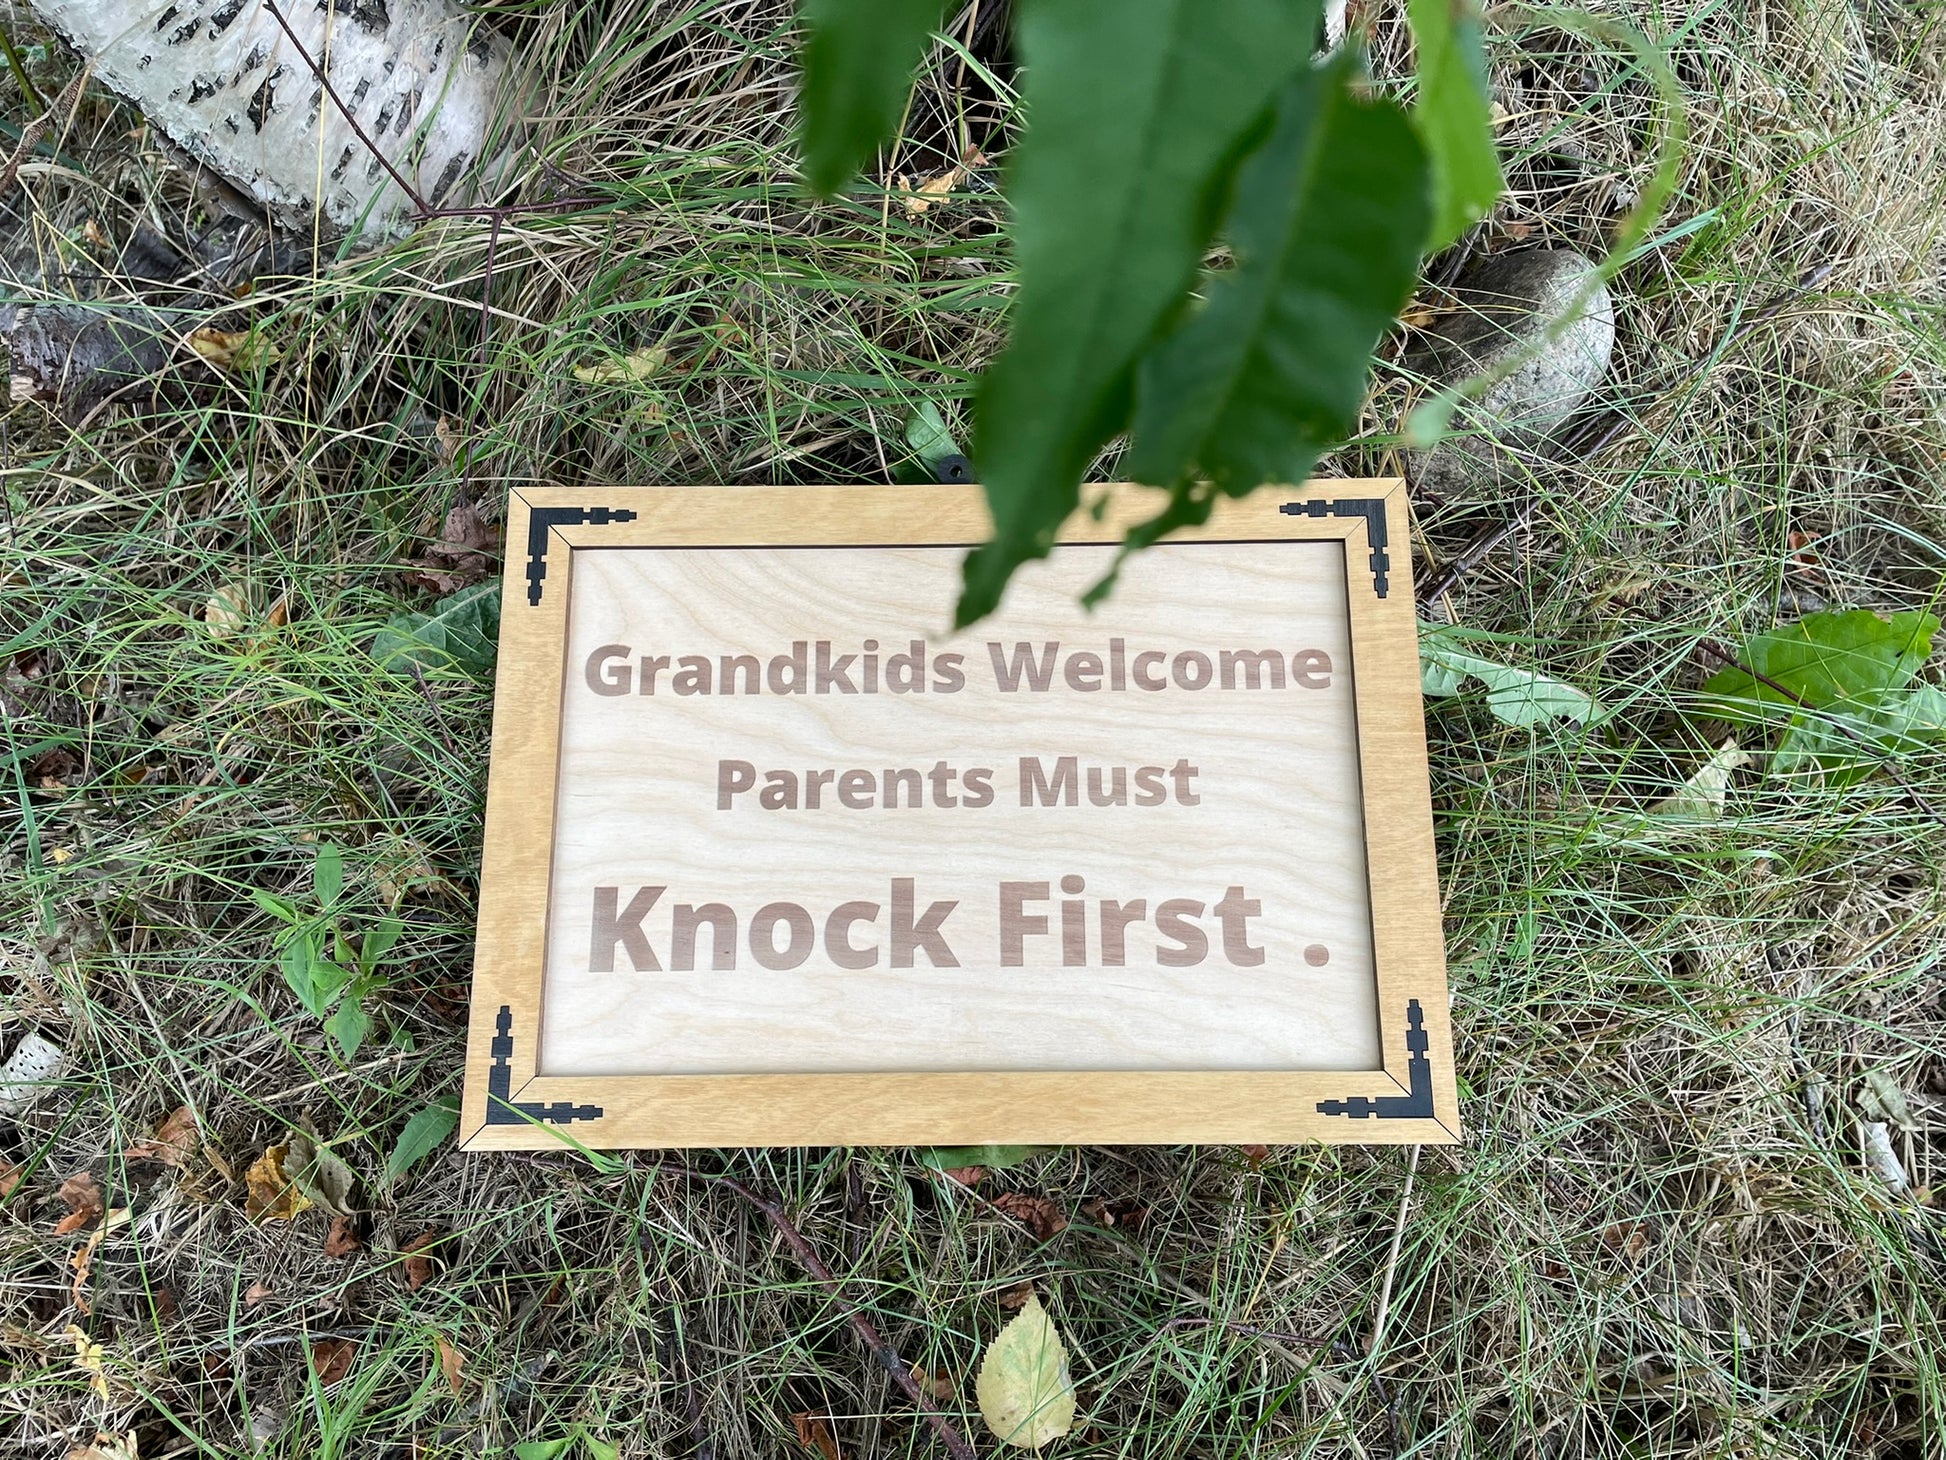 Grandkids Welcome
Parents Must
Knock First .